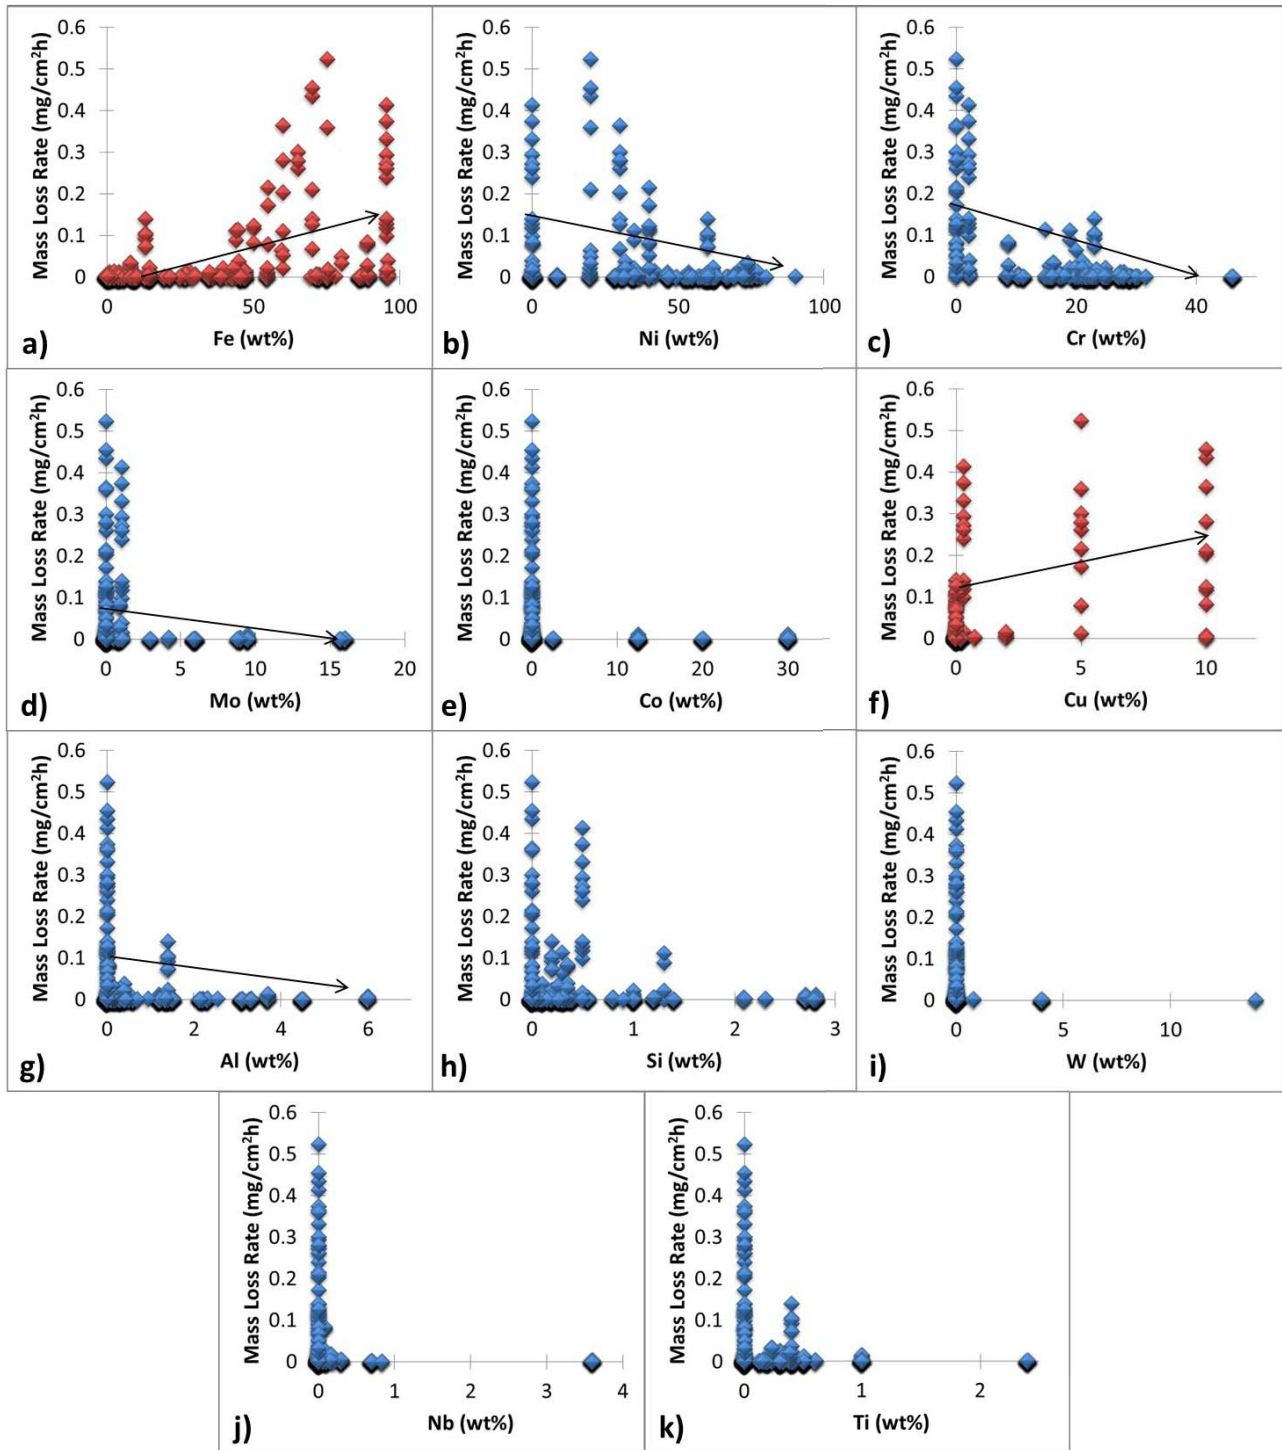 0.6
0.5
0.4
0.3
0.2
0.1
0
Mass Loss Rate (mg/cm²h)
0 50 100
Fe (wt%)
a)
0.6
0.5
0.4
0.3
0.2
0.1
0
Mass Loss Rate (mg/cm²h)
0 50 100
Ni (wt%)
b)
0.6
0.5
0.4
0.3
0.2
0.1
0
Mass Loss Rate (mg/cm²h)
0 20 40
Cr (wt%)
c)
0.6
0.5
0.4
0.3
0.2
0.1
0
Mass Loss Rate (mg/cm²h)
0 5 10 15 20
Mo (wt%)
d)
0.6
0.5
0.4
0.3
0.2
0.1
0
Mass Loss Rate (mg/cm²h)
0 10 20 30
Co (wt%)
e)
0.6
0.5
0.4
0.3
0.2
0.1
0
Mass Loss Rate (mg/cm²h)
0 5 10
Cu (wt%)
f)
0.6
0.5
0.4
0.3
0.2
0.1
0
Mass Loss Rate (mg/cm²h)
0 2 4 6
Al (wt%)
g)
0.6
0.5
0.4
0.3
0.2
0.1
0
Mass Loss Rate (mg/cm²h)
0 1 2 3
Si (wt%)
h)
0.6
0.5
0.4
0.3
0.2
0.1
0
Mass Loss Rate (mg/cm²h)
0 5 10
W (wt%)
i)
0.6
0.5
0.4
0.3
0.2
0.1
0
Mass Loss Rate (mg/cm²h)
0 1 2 3 4
Nb (wt%)
j)
0.6
0.5
0.4
0.3
0.2
0.1
0
Mass Loss Rate (mg/cm²h)
0 1 2
Ti (wt%)
k)